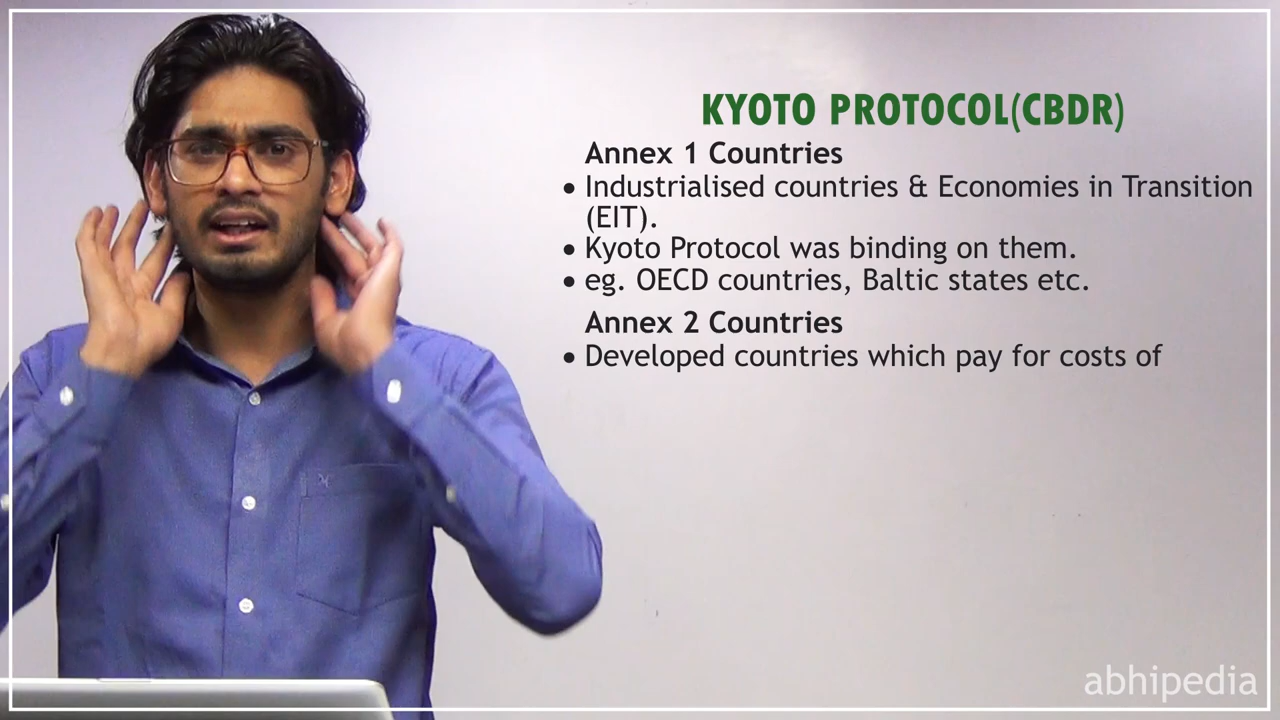 KYOTO PROTOCOL(CBDR)
Annex 1 Countries
• Industrialised countries & Economies in Transition
(EIT).
• Kyoto Protocol was binding on them.
• eg. OECD countries, Baltic states etc.
Annex 2 Countries
• Developed countries which pay for costs of
abhipedia